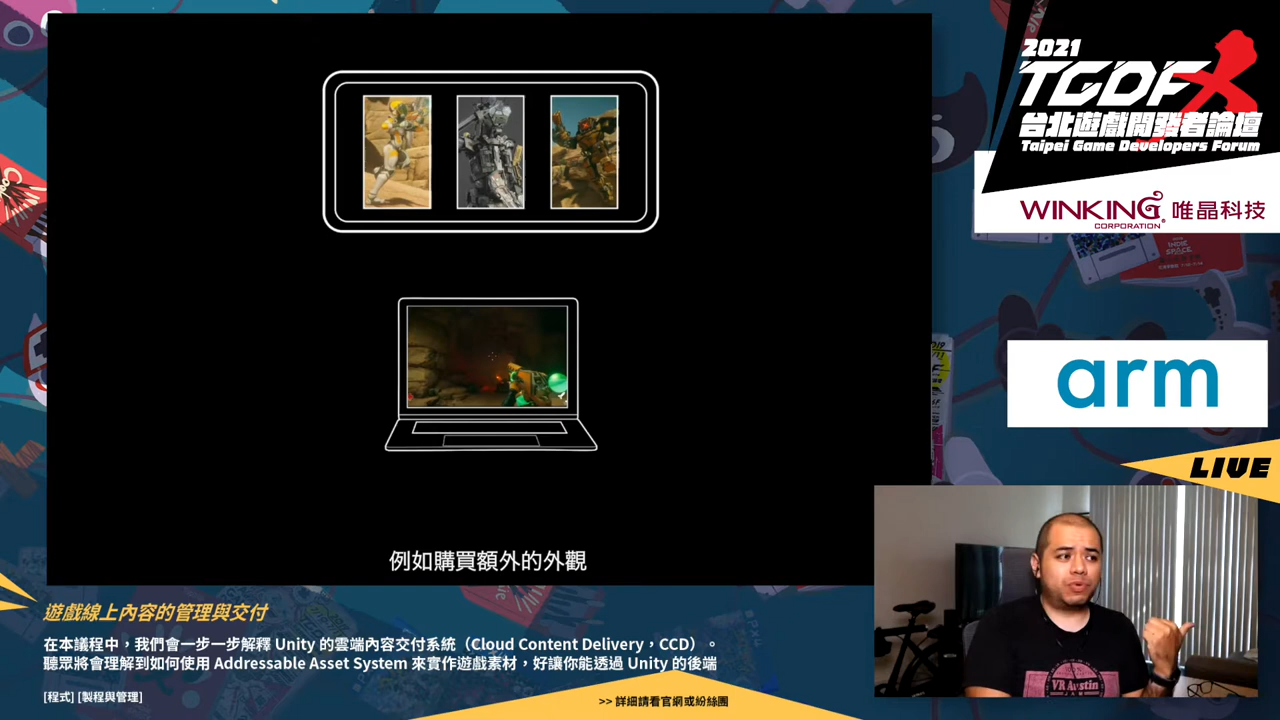 2021
TGDF
台北遊戲開發者論壇
Taipei Game Developers Forum
WINKING 唯晶科技
CORPORATION
arm
LIVE
例如購買額外的外觀
遊戲線上內容的管理與交付
在本議程中，我們會一步一步解釋 Unity 的雲端內容交付系統（Cloud Content Delivery，CCD）。
聽眾將會理解到如何使用 Addressable Asset System 來實作遊戲素材，好讓你能透過 Unity 的後端
[程式] [製程與管理]
>> 詳細請看官網或粉絲團
VR Austin
JAM
INDIE
SPACE